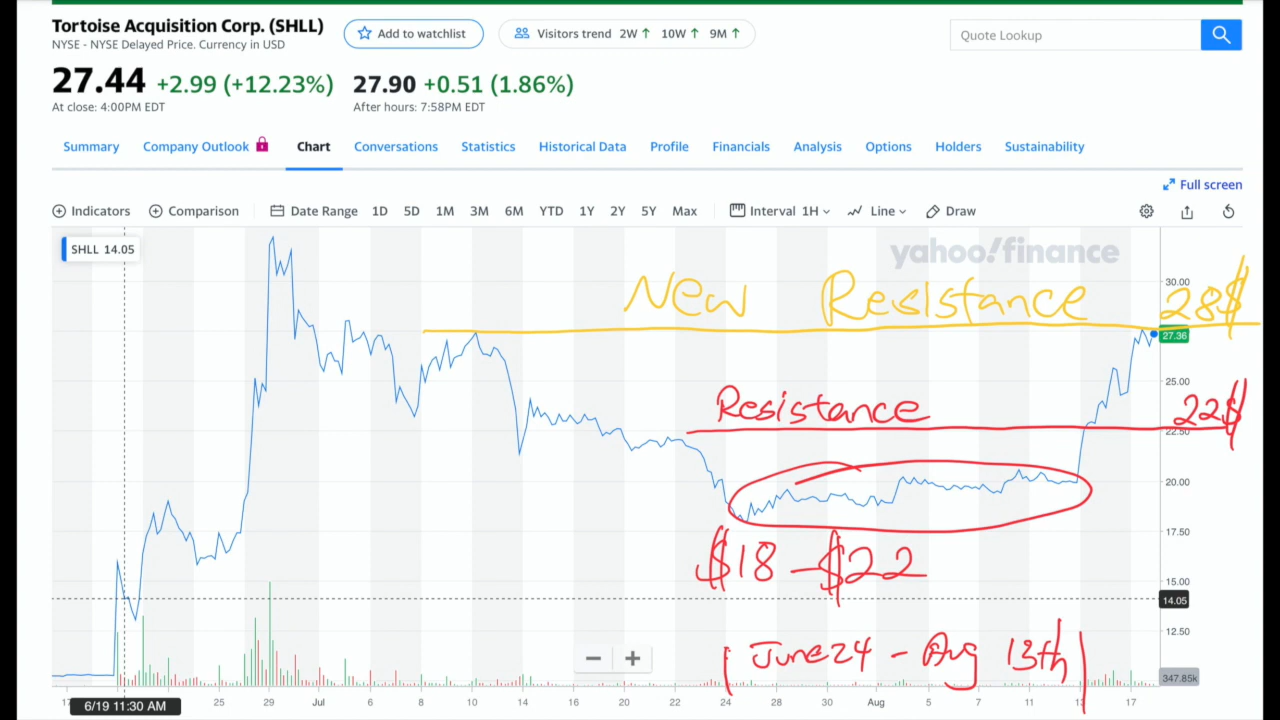 Tortoise Acquisition Corp. (SHLL)
Add to watchlist
Visitors trend 2W ↑ 10W ↑ 9M ↑
Quote Lookup
NYSE - NYSE Delayed Price. Currency in USD
27.44 +2.99 (+12.23%)
At close: 4:00PM EDT
27.90 +0.51 (1.86%)
After hours: 7:58PM EDT
Summary Company Outlook Chart Conversations Statistics Historical Data Profile Financials Analysis Options Holders Sustainability
Full screen
Indicators Comparison Date Range 1D 5D 1M 3M 6M YTD 1Y 2Y 5Y Max Interval 1H Line Draw
SHLL 14.05
yahoo!finance
30.00
New Resistance 28$
27.36
25.00
Resistance 22$
22.50
20.00
17.50
$18 - $22
15.00
14.05
12.50
June 24 - Aug 13th
− +
347.85k
17 25 29 Jul 6 8 10 14 16 20 22 24 28 30 Aug 5 7 11 13 17
6/19 11:30 AM